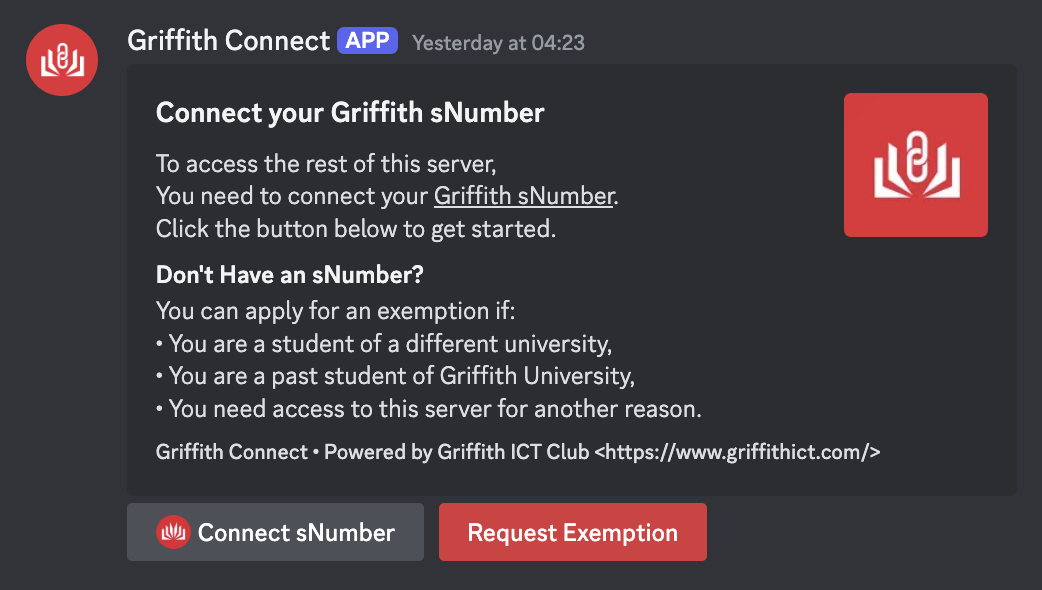 Griffith Connect APP Yesterday at 04:23
Connect your Griffith sNumber
To access the rest of this server,
You need to connect your Griffith sNumber.
Click the button below to get started.
Don't Have an sNumber?
You can apply for an exemption if:
• You are a student of a different university,
• You are a past student of Griffith University,
• You need access to this server for another reason.
Griffith Connect • Powered by Griffith ICT Club <https://www.griffithict.com/>
Connect sNumber
Request Exemption